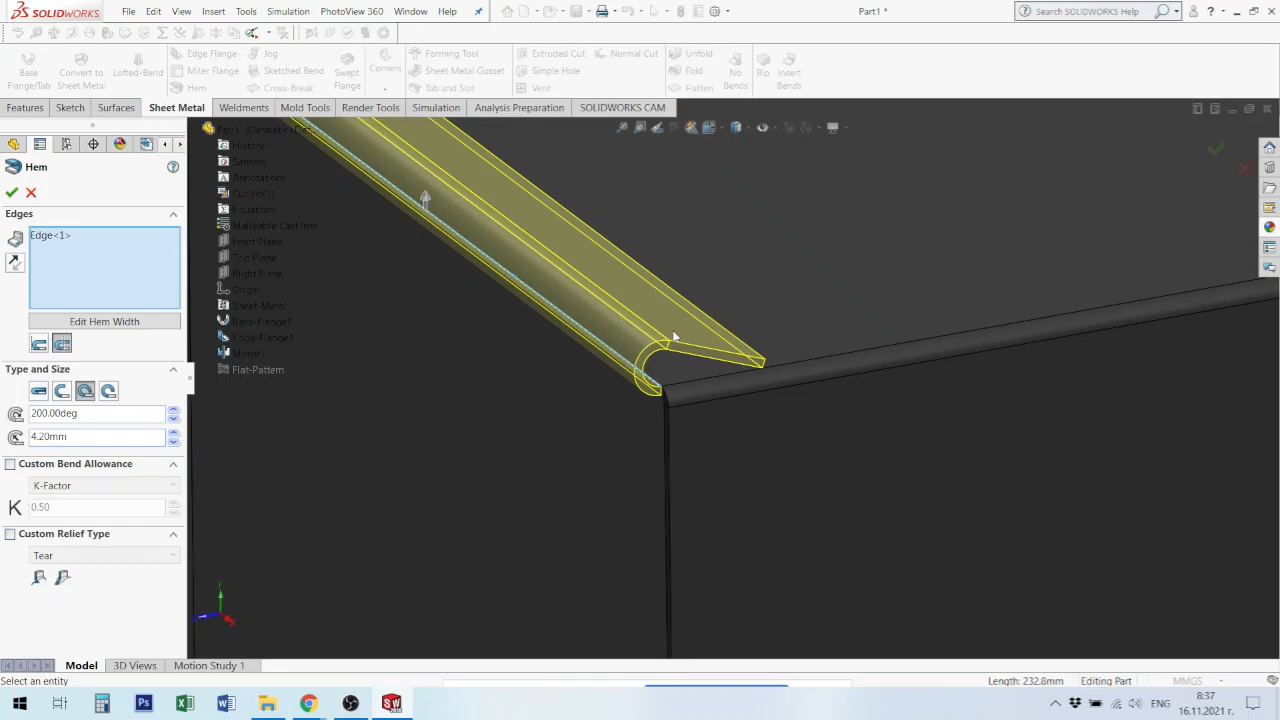 SOLIDWORKS File Edit View Insert Tools Simulation PhotoView 360 Window Help Part1 * Search SOLIDWORKS Help
Base Flange/Tab
Convert to Sheet Metal
Lofted-Bend
Edge Flange
Miter Flange
Hem
Jog
Sketched Bend
Cross-Break
Swept Flange
Corners
Forming Tool
Sheet Metal Gusset
Tab and Slot
Extruded Cut
Simple Hole
Vent
Normal Cut
Unfold
Fold
Flatten
No Bends
Rip
Insert Bends
Features Sketch Surfaces Sheet Metal Weldments Mold Tools Render Tools Simulation Analysis Preparation SOLIDWORKS CAM
Hem
Edges
Edge<1>
Edit Hem Width
Type and Size
200.00deg
4.20mm
Custom Bend Allowance
K-Factor
K 0.50
Custom Relief Type
Tear
Part1 (Default<<Def...
History
Sensors
Annotations
Cut list(1)
Equations
Malleable Cast Iron
Front Plane
Top Plane
Right Plane
Origin
Sheet-Metal
Base-Flange1
Edge-Flange1
Mirror1
Flat-Pattern
Y
Model 3D Views Motion Study 1
Select an entity Length: 232.8mm Editing Part MMGS
ЕНГ 8:37
16.11.2021 г.